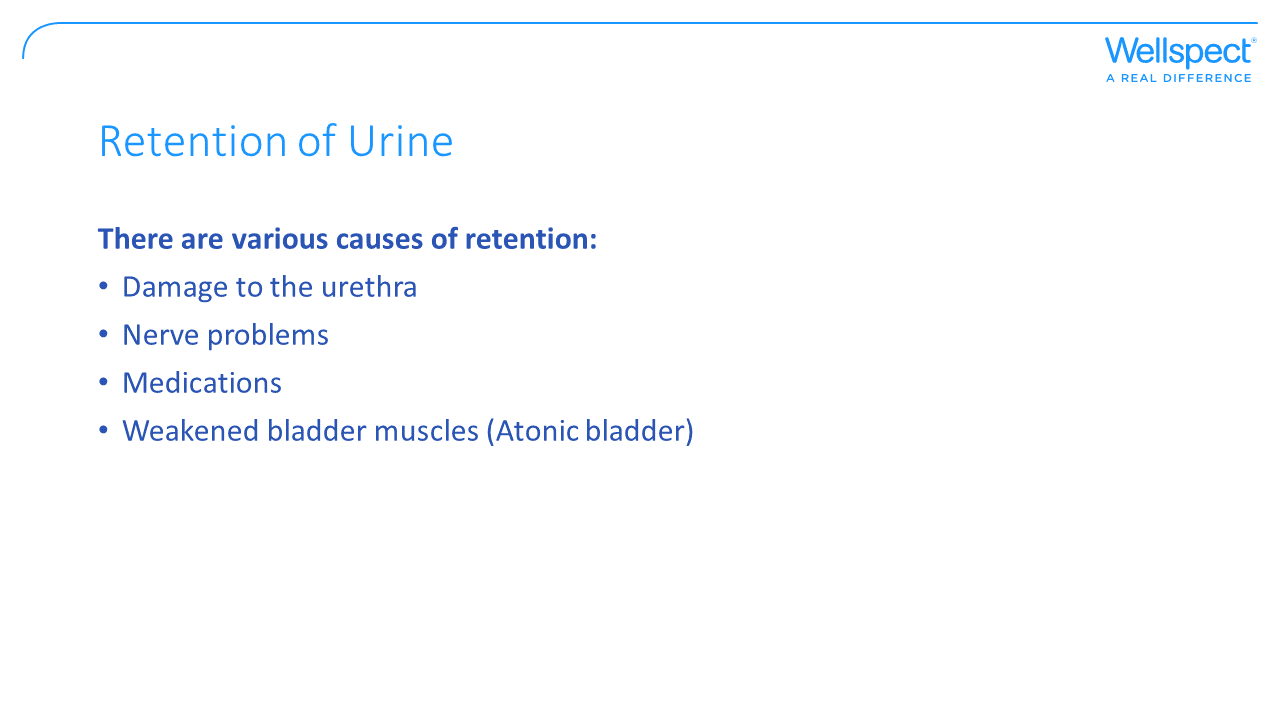 Wellspect®
A REAL DIFFERENCE
Retention of Urine
There are various causes of retention:
• Damage to the urethra
• Nerve problems
• Medications
• Weakened bladder muscles (Atonic bladder)